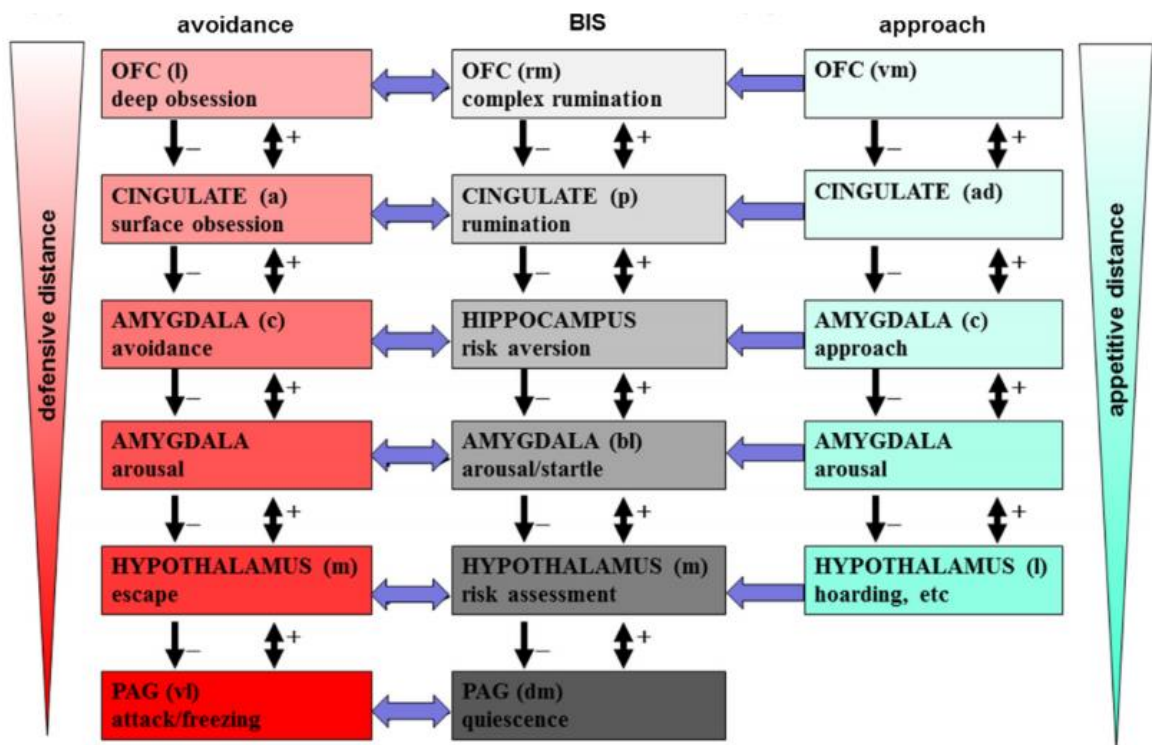 avoidance
BIS
approach
defensive distance
appetitive distance
OFC (l)
deep obsession
OFC (rm)
complex rumination
OFC (vm)
–
+
–
+
–
+
CINGULATE (a)
surface obsession
CINGULATE (p)
rumination
CINGULATE (ad)
–
+
–
+
–
+
AMYGDALA (c)
avoidance
HIPPOCAMPUS
risk aversion
AMYGDALA (c)
approach
–
+
–
+
–
+
AMYGDALA
arousal
AMYGDALA (bl)
arousal/startle
AMYGDALA
arousal
–
+
–
+
–
+
HYPOTHALAMUS (m)
escape
HYPOTHALAMUS (m)
risk assessment
HYPOTHALAMUS (l)
hoarding, etc
–
+
–
+
PAG (vl)
attack/freezing
PAG (dm)
quiescence